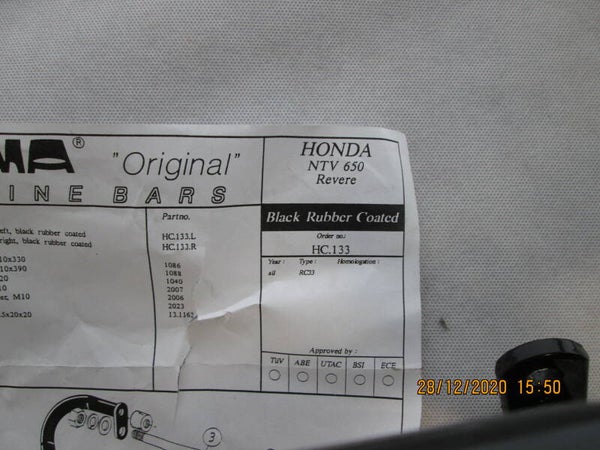 MA® "Original"
INE BARS
HONDA
NTV 650
Revere
Black Rubber Coated
Order no.:
HC.133
Year: Type: Homologation:
all RC33
Partno.
eft, black rubber coated HC.133.L
right, black rubber coated HC.133.R
10x330 1086
10x390 1088
20 1040
10 2007
M10 2006
2023
5x20x20 13.1162
Approved by:
TÜV ABE UTAC BSI ECE
3
28/12/2020 15:50